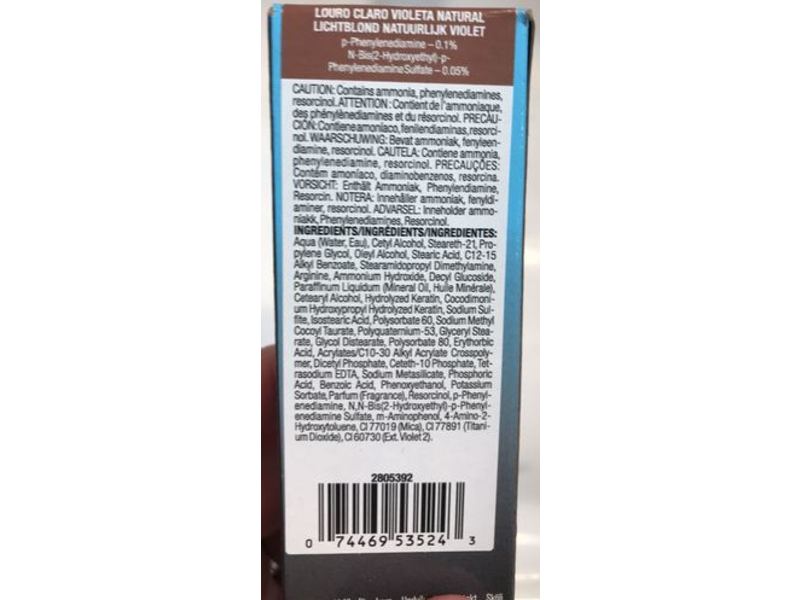 LOURO CLARO VIOLETA NATURAL
LICHTBLOND NATUURLIJK VIOLET
p-Phenylenediamine – 0.1%
N-Bis(2-Hydroxyethyl)-p-
PhenylenediamineSulfate – 0.05%
CAUTION: Contains ammonia, phenylenediamines,
resorcinol. ATTENTION : Contient de l'ammoniaque,
des phénylènediamines et du résorcinol. PRECAU-
CIÓN: Contiene amoniaco, fenilendiaminas, resorci-
nol. WAARSCHUWING: Bevat ammoniak, fenyleen-
diamine, resorcinol. CAUTELA: Contiene ammonia,
phenylenediamine, resorcinol. PRECAUÇÕES:
Contém amoníaco, diaminobenzenos, resorcina.
VORSICHT: Enthält Ammoniak, Phenylendiamine,
Resorcin. NOTERA: Innehåller ammoniak, fenyldi-
aminer, resorcinol. ADVARSEL: Inneholder ammo-
niakk, Phenylenediamines, Resorcinol.
INGREDIENTS/INGRÉDIENTS/INGREDIENTES:
Aqua (Water, Eau), Cetyl Alcohol, Steareth-21, Pro-
pylene Glycol, Oleyl Alcohol, Stearic Acid, C12-15
Alkyl Benzoate, Stearamidopropyl Dimethylamine,
Arginine, Ammonium Hydroxide, Decyl Glucoside,
Paraffinum Liquidum (Mineral Oil, Huile Minérale),
Cetearyl Alcohol, Hydrolyzed Keratin, Cocodimoni-
um Hydroxypropyl Hydrolyzed Keratin, Sodium Sul-
fite, Isostearic Acid, Polysorbate 60, Sodium Methyl
Cocoyl Taurate, Polyquaternium-53, Glyceryl Stea-
rate, Glycol Distearate, Polysorbate 80, Erythorbic
Acid, Acrylates/C10-30 Alkyl Acrylate Crosspoly-
mer, Dicetyl Phosphate, Ceteth-10 Phosphate, Tet-
rasodium EDTA, Sodium Metasilicate, Phosphoric
Acid, Benzoic Acid, Phenoxyethanol, Potassium
Sorbate, Parfum (Fragrance), Resorcinol, p-Phenyl-
enediamine, N,N-Bis(2-Hydroxyethyl)-p-Phenyl-
enediamine Sulfate, m-Aminophenol, 4-Amino-2-
Hydroxytoluene, CI 77019 (Mica), CI 77891 (Titani-
um Dioxide), CI 60730 (Ext. Violet 2).
2805392
0 74469 53524 3